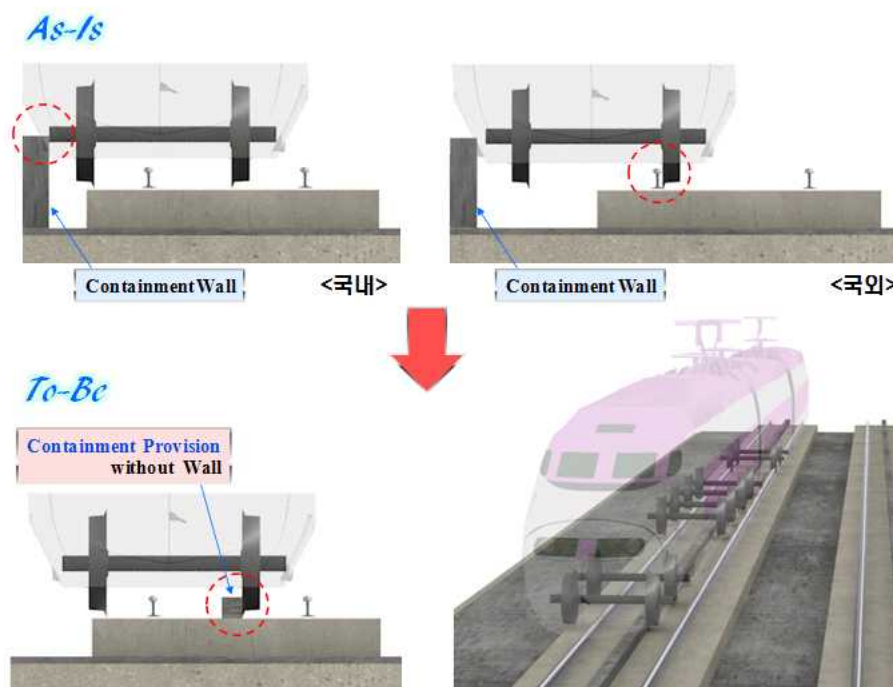 As-Is
Containment Wall
<국내>
Containment Wall
<국외>
To-Be
Containment Provision
without Wall